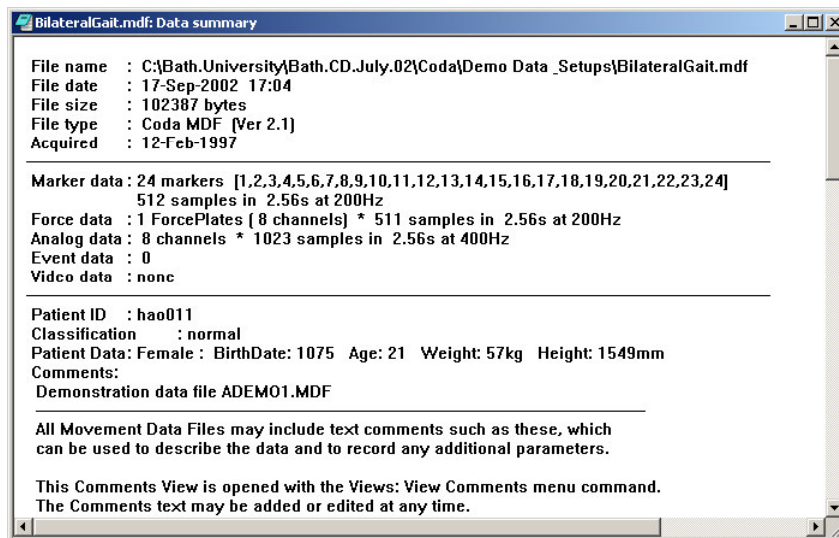 BilateralGait.mdf: Data summary
File name : C:\Bath.University\Bath.CD.July.02\Coda\Demo Data _Setups\BilateralGait.mdf
File date : 17-Sep-2002 17:04
File size : 102387 bytes
File type : Coda MDF (Ver 2.1)
Acquired : 12-Feb-1997
Marker data : 24 markers [1,2,3,4,5,6,7,8,9,10,11,12,13,14,15,16,17,18,19,20,21,22,23,24]
512 samples in 2.56s at 200Hz
Force data : 1 ForcePlates ( 8 channels) * 511 samples in 2.56s at 200Hz
Analog data : 8 channels * 1023 samples in 2.56s at 400Hz
Event data : 0
Video data : none
Patient ID : hao011
Classification : normal
Patient Data: Female : BirthDate: 1075 Age: 21 Weight: 57kg Height: 1549mm
Comments:
Demonstration data file ADEMO1.MDF
All Movement Data Files may include text comments such as these, which
can be used to describe the data and to record any additional parameters.
This Comments View is opened with the Views: View Comments menu command.
The Comments text may be added or edited at any time.